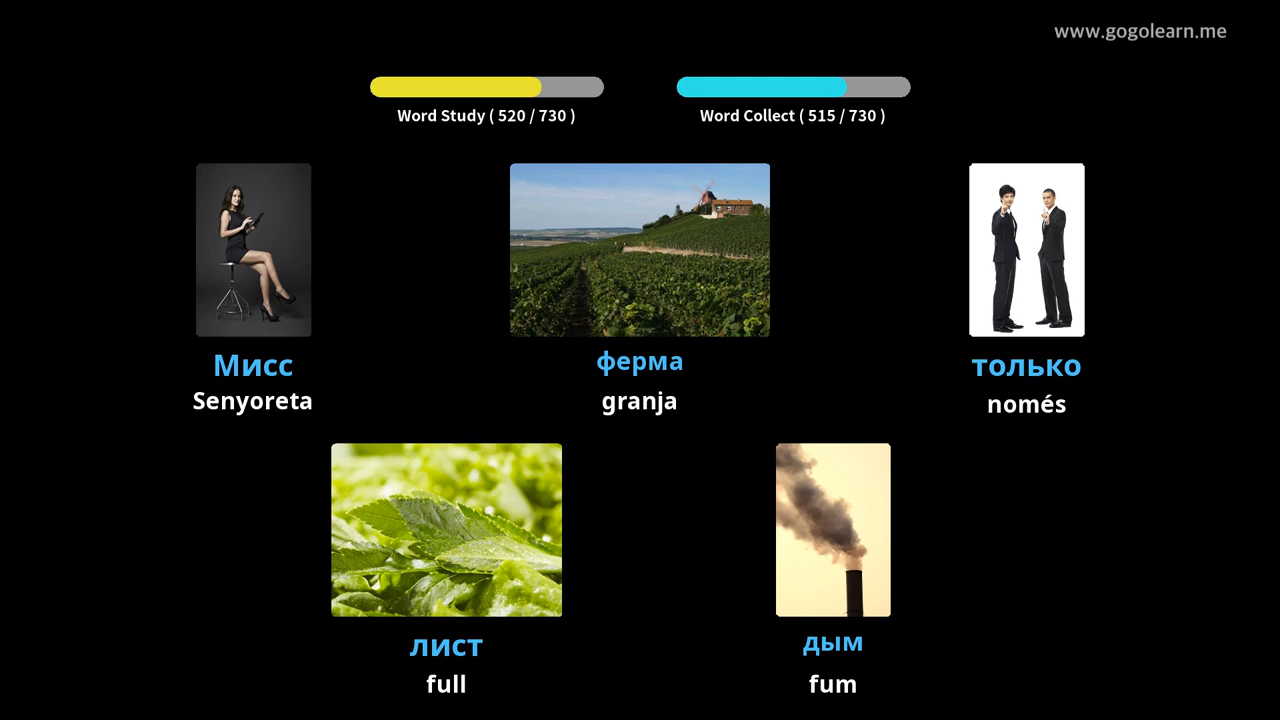 www.gogolearn.me
Word Study ( 520 / 730 )
Word Collect ( 515 / 730 )
Мисс
Senyoreta
ферма
granja
только
només
лист
full
дым
fum